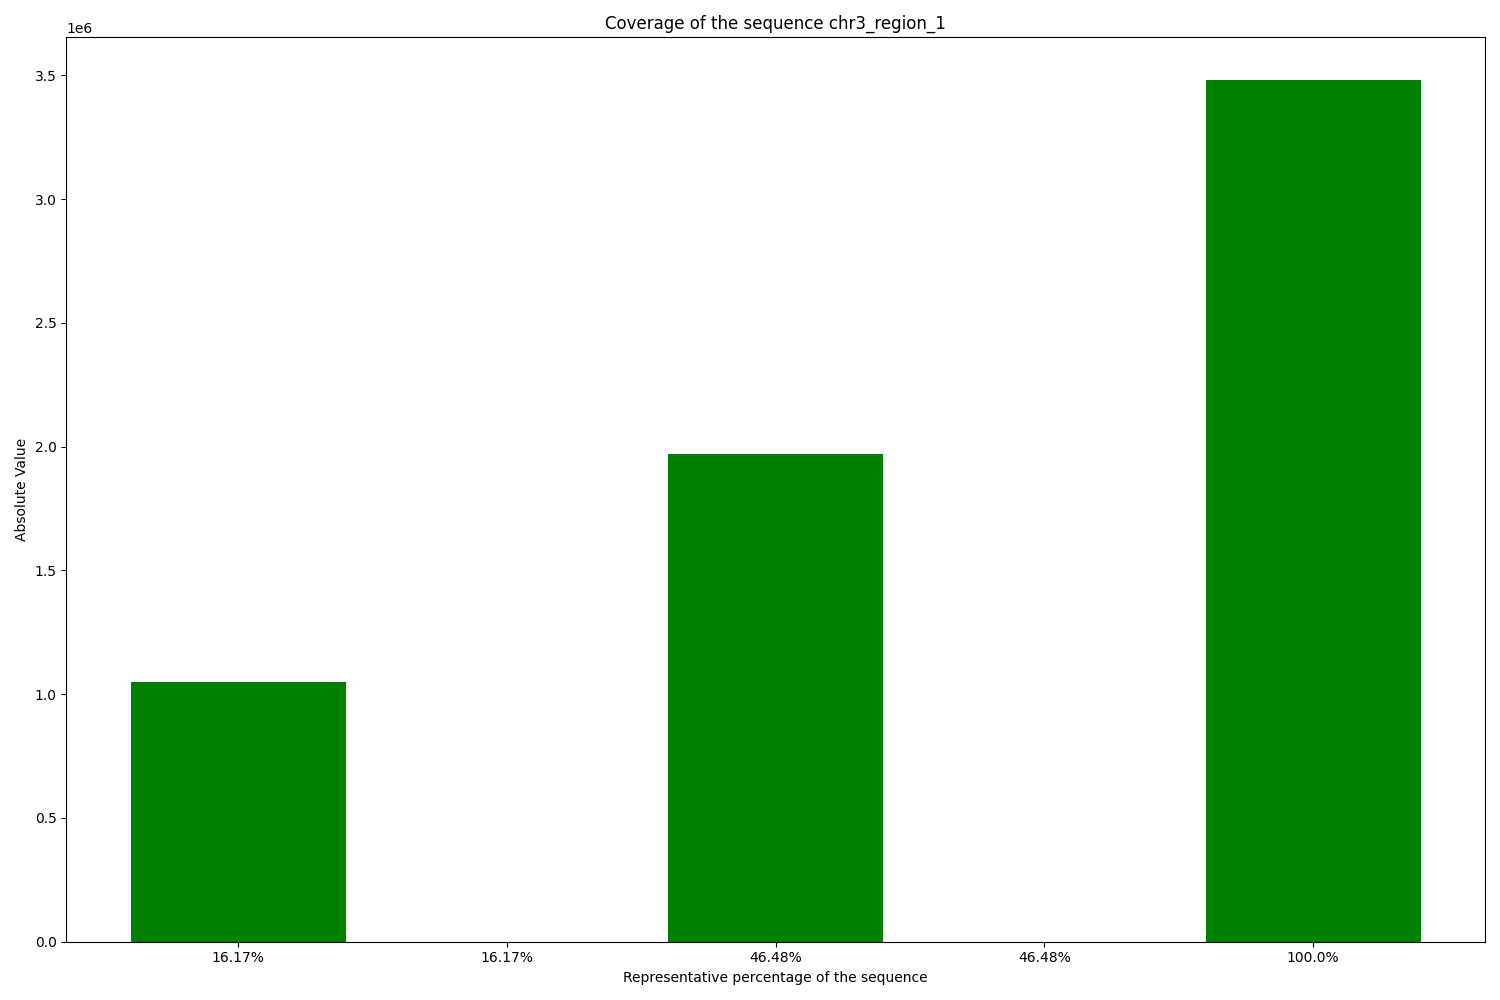 Coverage of the sequence chr3_region_1
1e6
3.5
3.0
2.5
2.0
1.5
1.0
0.5
0.0
Absolute Value
16.17% 16.17% 46.48% 46.48% 100.0%
Representative percentage of the sequence